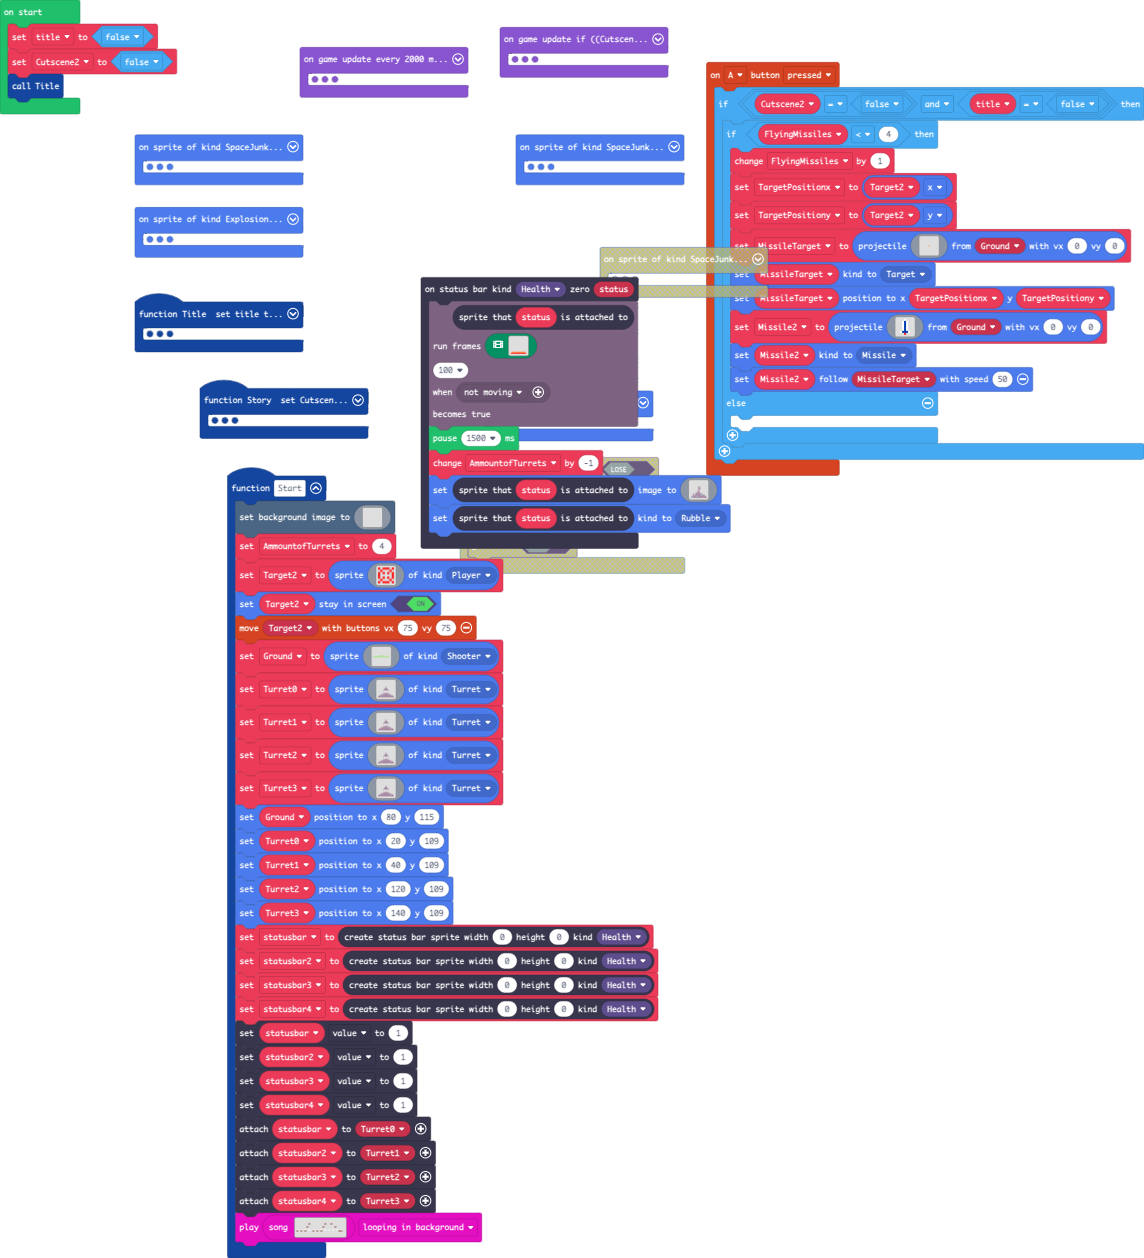 on start
set title to false
set Cutscene2 to false
call Title
on game update every 2000 m...
on game update if ((Cutscen...
on sprite of kind SpaceJunk...
on sprite of kind SpaceJunk...
on sprite of kind Explosion...
on sprite of kind SpaceJunk...
function Title set title t...
function Story set Cutscen...
on A button pressed
if Cutscene2 = false and title = false then
if FlyingMissiles < 4 then
change FlyingMissiles by 1
set TargetPositionx to Target2 x
set TargetPositiony to Target2 y
set MissileTarget to projectile from Ground with vx 0 vy 0
set MissileTarget kind to Target
set MissileTarget position to x TargetPositionx y TargetPositiony
set Missile2 to projectile from Ground with vx 0 vy 0
set Missile2 kind to Missile
set Missile2 follow MissileTarget with speed 50
else
on status bar kind Health zero status
sprite that status is attached to
run frames
100
when not moving
becomes true
pause 1500 ms
change AmmountofTurrets by -1
LOSE
set sprite that status is attached to image to
set sprite that status is attached to kind to Rubble
function Start
set background image to
set AmmountofTurrets to 4
set Target2 to sprite of kind Player
set Target2 stay in screen ON
move Target2 with buttons vx 75 vy 75
set Ground to sprite of kind Shooter
set Turret0 to sprite of kind Turret
set Turret1 to sprite of kind Turret
set Turret2 to sprite of kind Turret
set Turret3 to sprite of kind Turret
set Ground position to x 80 y 115
set Turret0 position to x 20 y 109
set Turret1 position to x 40 y 109
set Turret2 position to x 120 y 109
set Turret3 position to x 140 y 109
set statusbar to create status bar sprite width 0 height 0 kind Health
set statusbar2 to create status bar sprite width 0 height 0 kind Health
set statusbar3 to create status bar sprite width 0 height 0 kind Health
set statusbar4 to create status bar sprite width 0 height 0 kind Health
set statusbar value to 1
set statusbar2 value to 1
set statusbar3 value to 1
set statusbar4 value to 1
attach statusbar to Turret0
attach statusbar2 to Turret1
attach statusbar3 to Turret2
attach statusbar4 to Turret3
play song looping in background